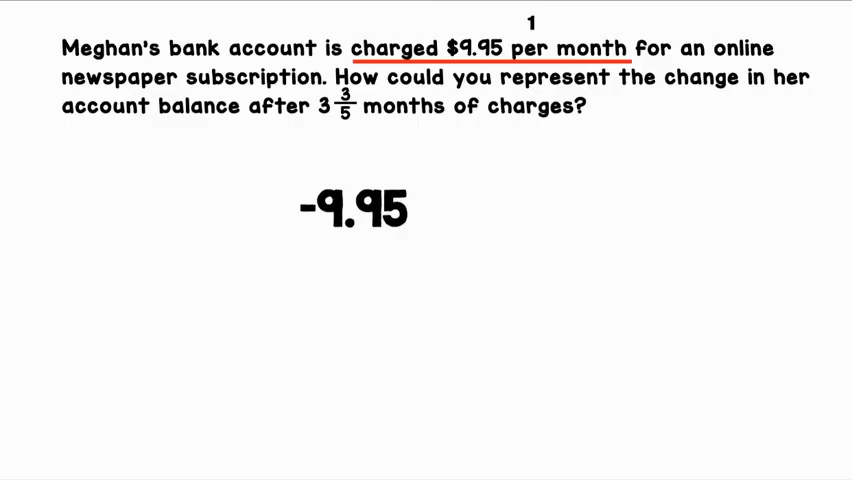 1
Meghan's bank account is charged $9.95 per month for an online
newspaper subscription. How could you represent the change in her
account balance after 3 3/5 months of charges?
-9.95